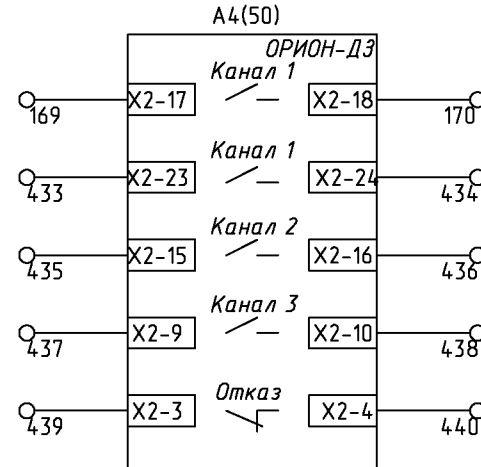 А4(50)
ОРИОН-ДЗ
Канал 1
169 X2-17 X2-18 170
Канал 1
433 X2-23 X2-24 434
Канал 2
435 X2-15 X2-16 436
Канал 3
437 X2-9 X2-10 438
Отказ
439 X2-3 X2-4 440